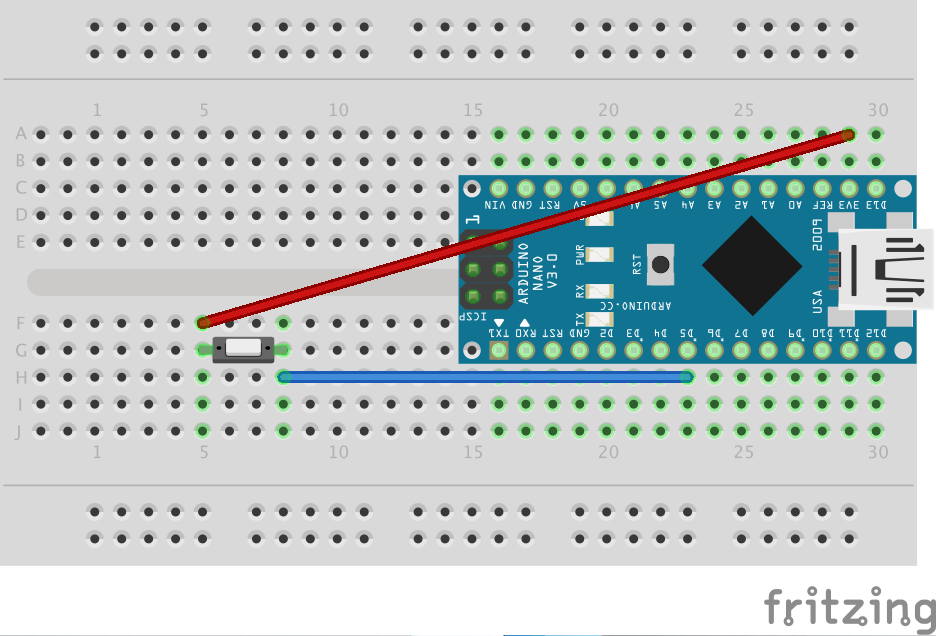 1 5 10 15 20 25 30
A
B
C
VIN GND RST 5V A7 A6 A5 A4 A3 A2 A1 A0 REF 3V3 D13
D
1
E
ARDUINO
NANO
V3.0
PWR
RX
TX
RST
ARDUINO.CC
2009
USA
ICSP
F
TX1 RX0 RST GND D2 D3 D4 D5 D6 D7 D8 D9 D10 D11 D12
G
H
I
J
1 5 10 15 20 25 30
fritzing